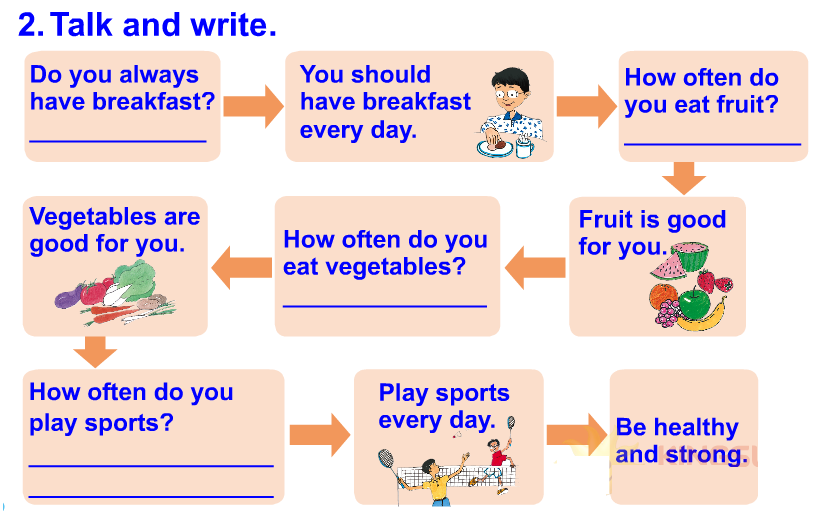 2. Talk and write.
Do you always
have breakfast?
You should
have breakfast
every day.
How often do
you eat fruit?
Fruit is good
for you.
How often do you
eat vegetables?
Vegetables are
good for you.
How often do you
play sports?
Play sports
every day.
Be healthy
and strong.